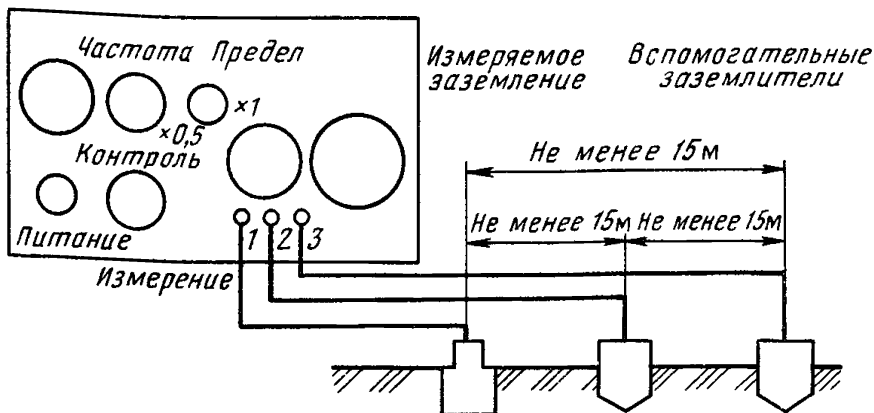 Частота Предел
×1
×0,5
Контроль
Питание
1 2 3
Измерение
Измеряемое
заземление
Вспомогательные
заземлители
Не менее 15м
Не менее 15м
Не менее 15м